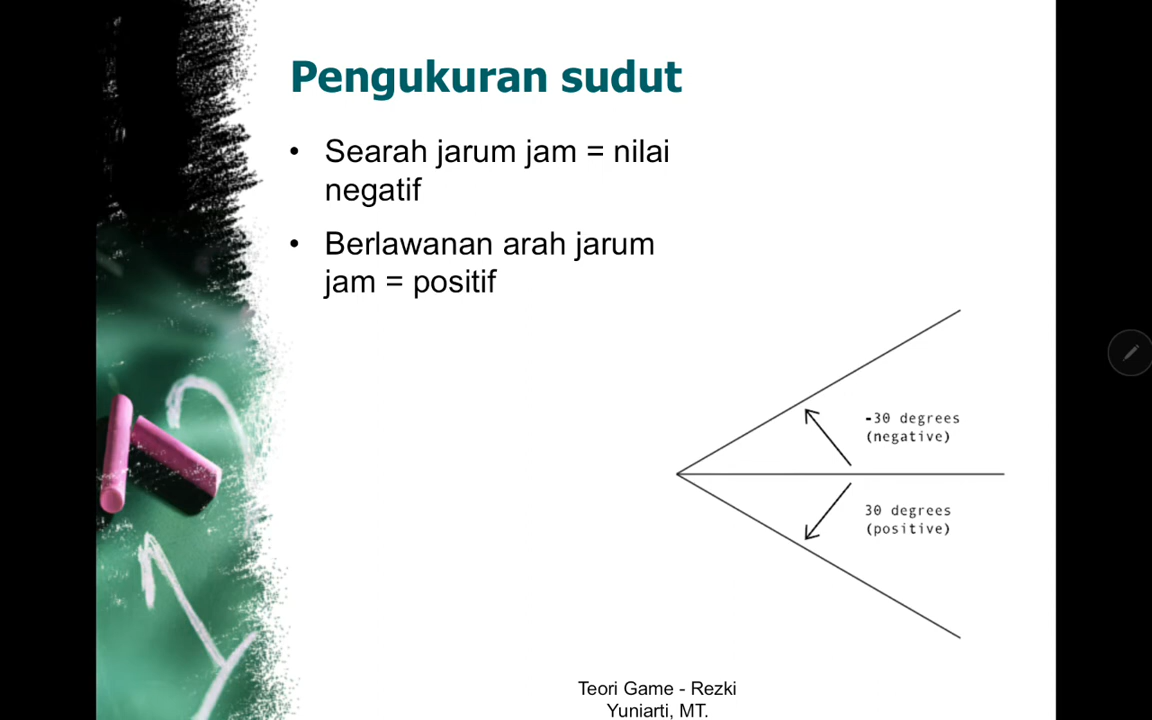 Pengukuran sudut
• Searah jarum jam = nilai
negatif
• Berlawanan arah jarum
jam = positif
-30 degrees
(negative)
30 degrees
(positive)
Teori Game - Rezki
Yuniarti, MT.